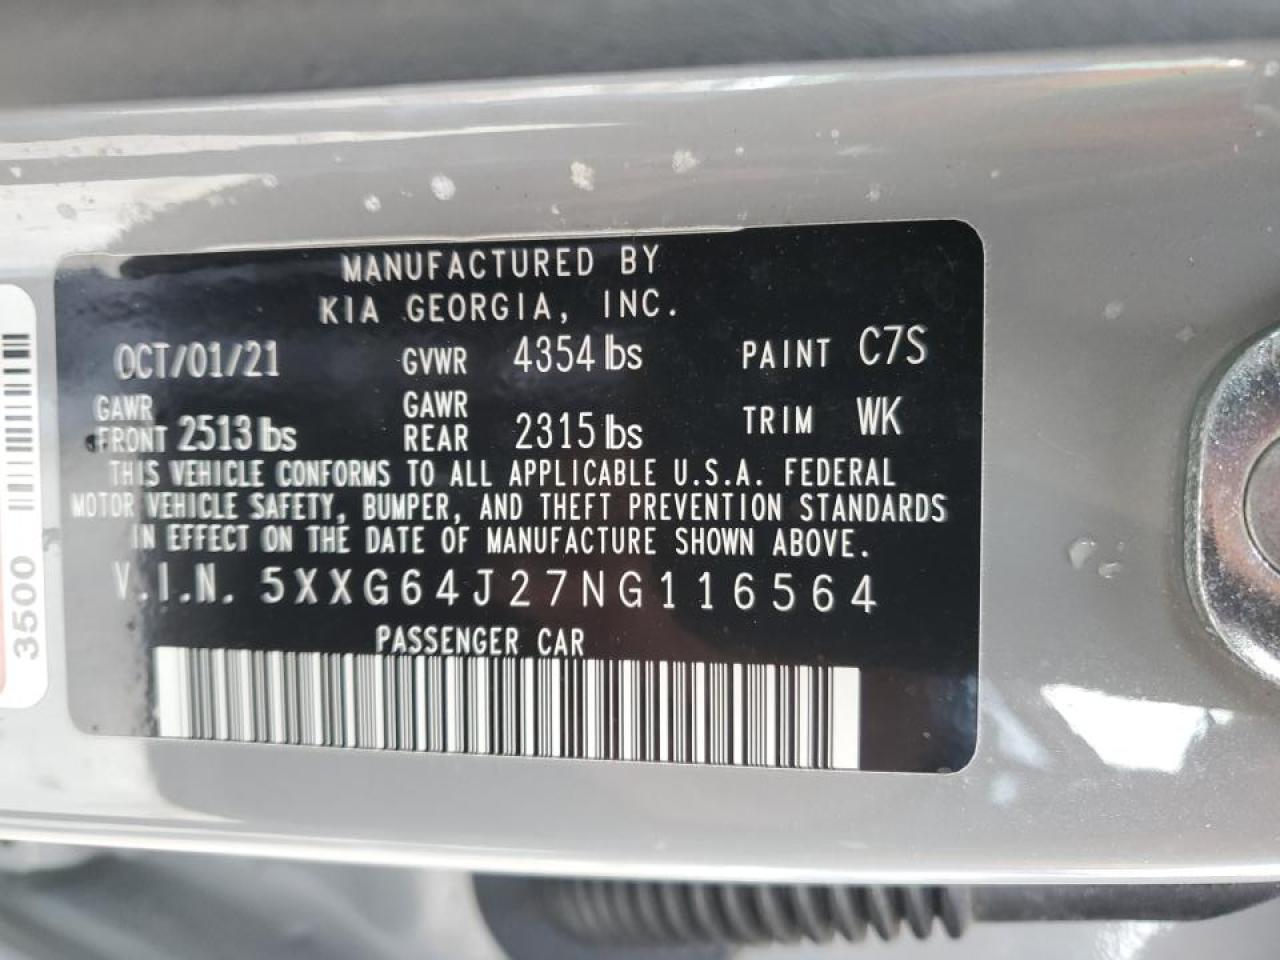 MANUFACTURED BY
KIA GEORGIA, INC.
OCT/01/21 GVWR 4354 lbs PAINT C7S
GAWR FRONT 2513 lbs GAWR REAR 2315 lbs TRIM WK
THIS VEHICLE CONFORMS TO ALL APPLICABLE U.S.A. FEDERAL
MOTOR VEHICLE SAFETY, BUMPER, AND THEFT PREVENTION STANDARDS
IN EFFECT ON THE DATE OF MANUFACTURE SHOWN ABOVE.
V.I.N. 5XXG64J27NG116564
PASSENGER CAR
3500